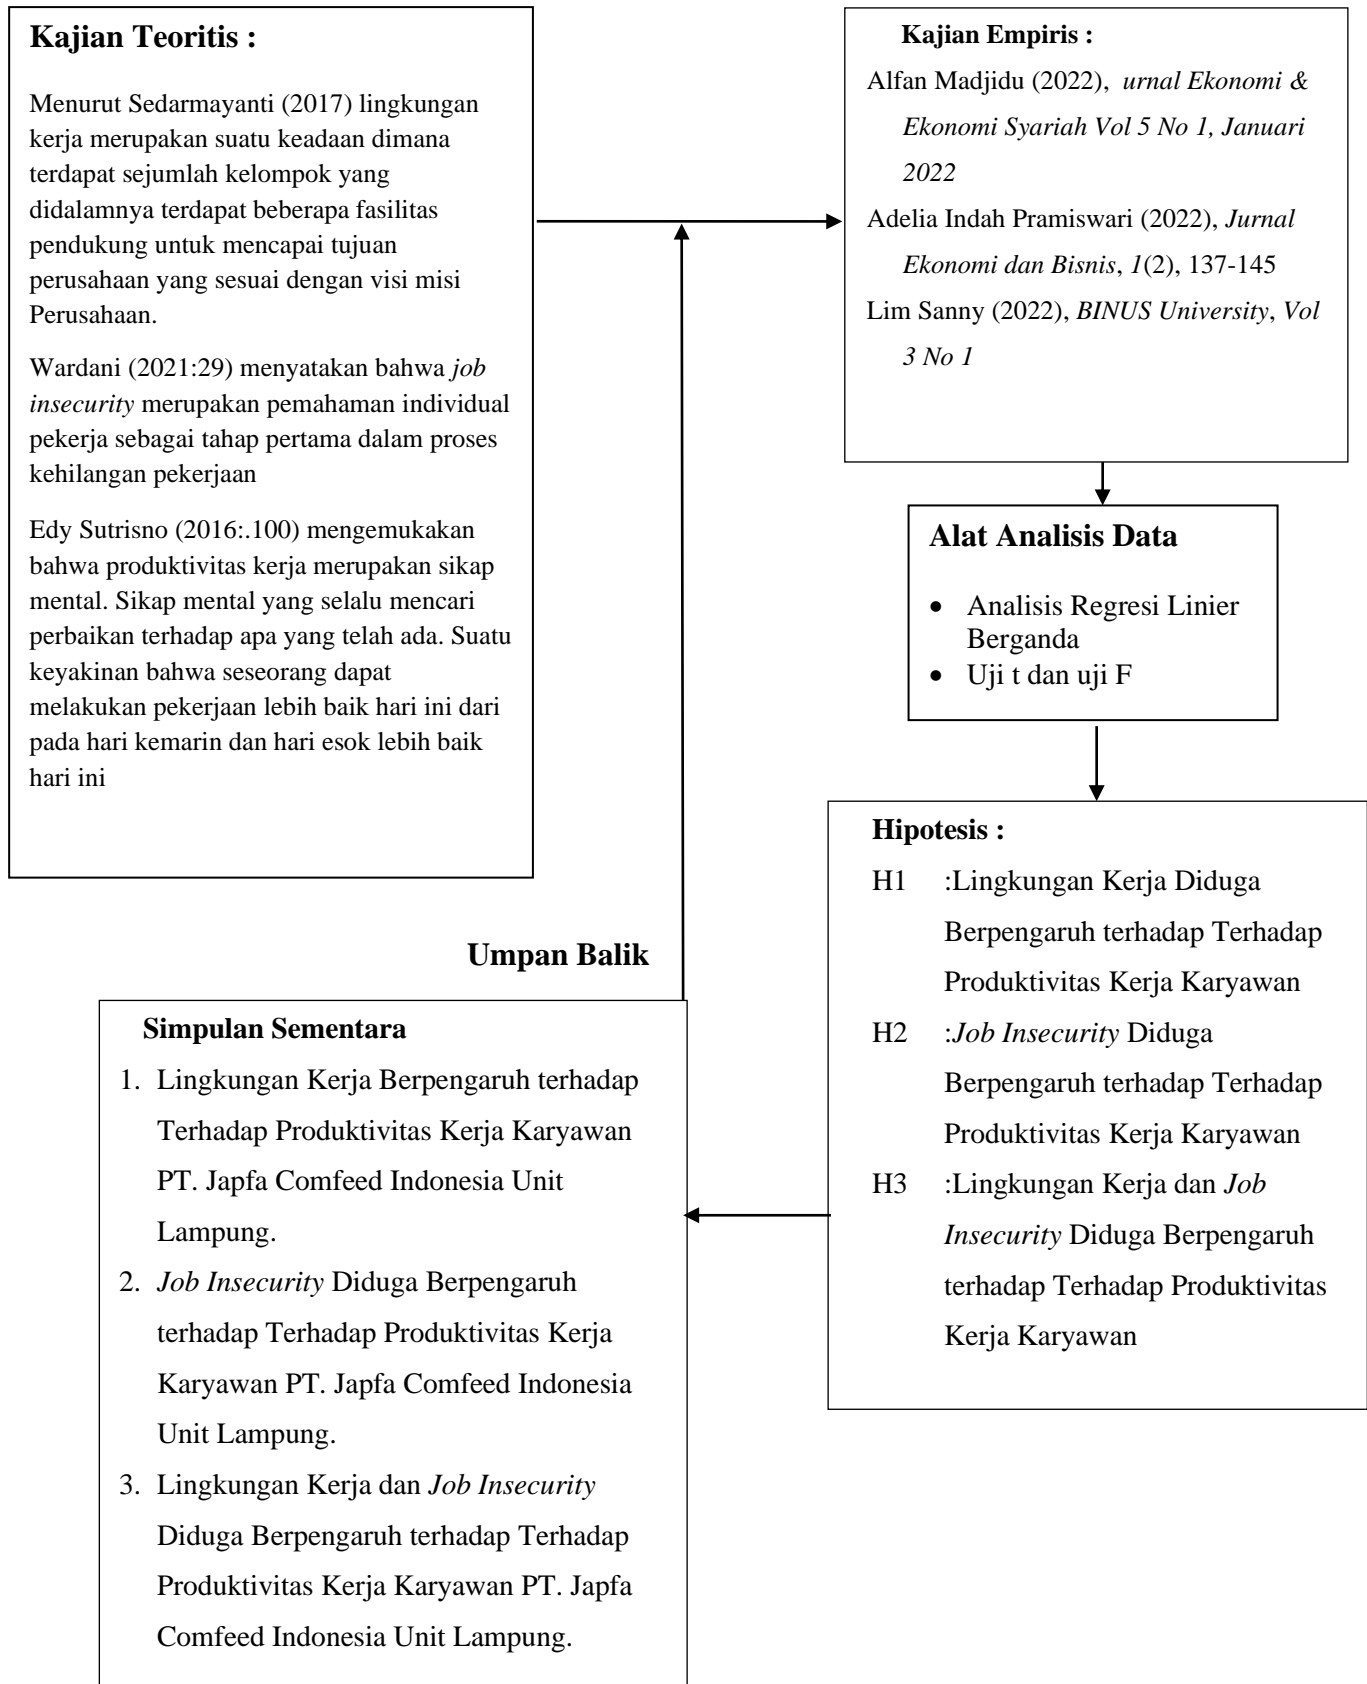 Kajian Teoritis :
Menurut Sedarmayanti (2017) lingkungan
kerja merupakan suatu keadaan dimana
terdapat sejumlah kelompok yang
didalamnya terdapat beberapa fasilitas
pendukung untuk mencapai tujuan
perusahaan yang sesuai dengan visi misi
Perusahaan.
Wardani (2021:29) menyatakan bahwa job
insecurity merupakan pemahaman individual
pekerja sebagai tahap pertama dalam proses
kehilangan pekerjaan
Edy Sutrisno (2016:.100) mengemukakan
bahwa produktivitas kerja merupakan sikap
mental. Sikap mental yang selalu mencari
perbaikan terhadap apa yang telah ada. Suatu
keyakinan bahwa seseorang dapat
melakukan pekerjaan lebih baik hari ini dari
pada hari kemarin dan hari esok lebih baik
hari ini
Kajian Empiris :
Alfan Madjidu (2022), urnal Ekonomi &
Ekonomi Syariah Vol 5 No 1, Januari
2022
Adelia Indah Pramiswari (2022), Jurnal
Ekonomi dan Bisnis, 1(2), 137-145
Lim Sanny (2022), BINUS University, Vol
3 No 1
Alat Analisis Data
• Analisis Regresi Linier
Berganda
• Uji t dan uji F
Hipotesis :
H1 :Lingkungan Kerja Diduga
Berpengaruh terhadap Terhadap
Produktivitas Kerja Karyawan
H2 :Job Insecurity Diduga
Berpengaruh terhadap Terhadap
Produktivitas Kerja Karyawan
H3 :Lingkungan Kerja dan Job
Insecurity Diduga Berpengaruh
terhadap Terhadap Produktivitas
Kerja Karyawan
Umpan Balik
Simpulan Sementara
1. Lingkungan Kerja Berpengaruh terhadap
Terhadap Produktivitas Kerja Karyawan
PT. Japfa Comfeed Indonesia Unit
Lampung.
2. Job Insecurity Diduga Berpengaruh
terhadap Terhadap Produktivitas Kerja
Karyawan PT. Japfa Comfeed Indonesia
Unit Lampung.
3. Lingkungan Kerja dan Job Insecurity
Diduga Berpengaruh terhadap Terhadap
Produktivitas Kerja Karyawan PT. Japfa
Comfeed Indonesia Unit Lampung.